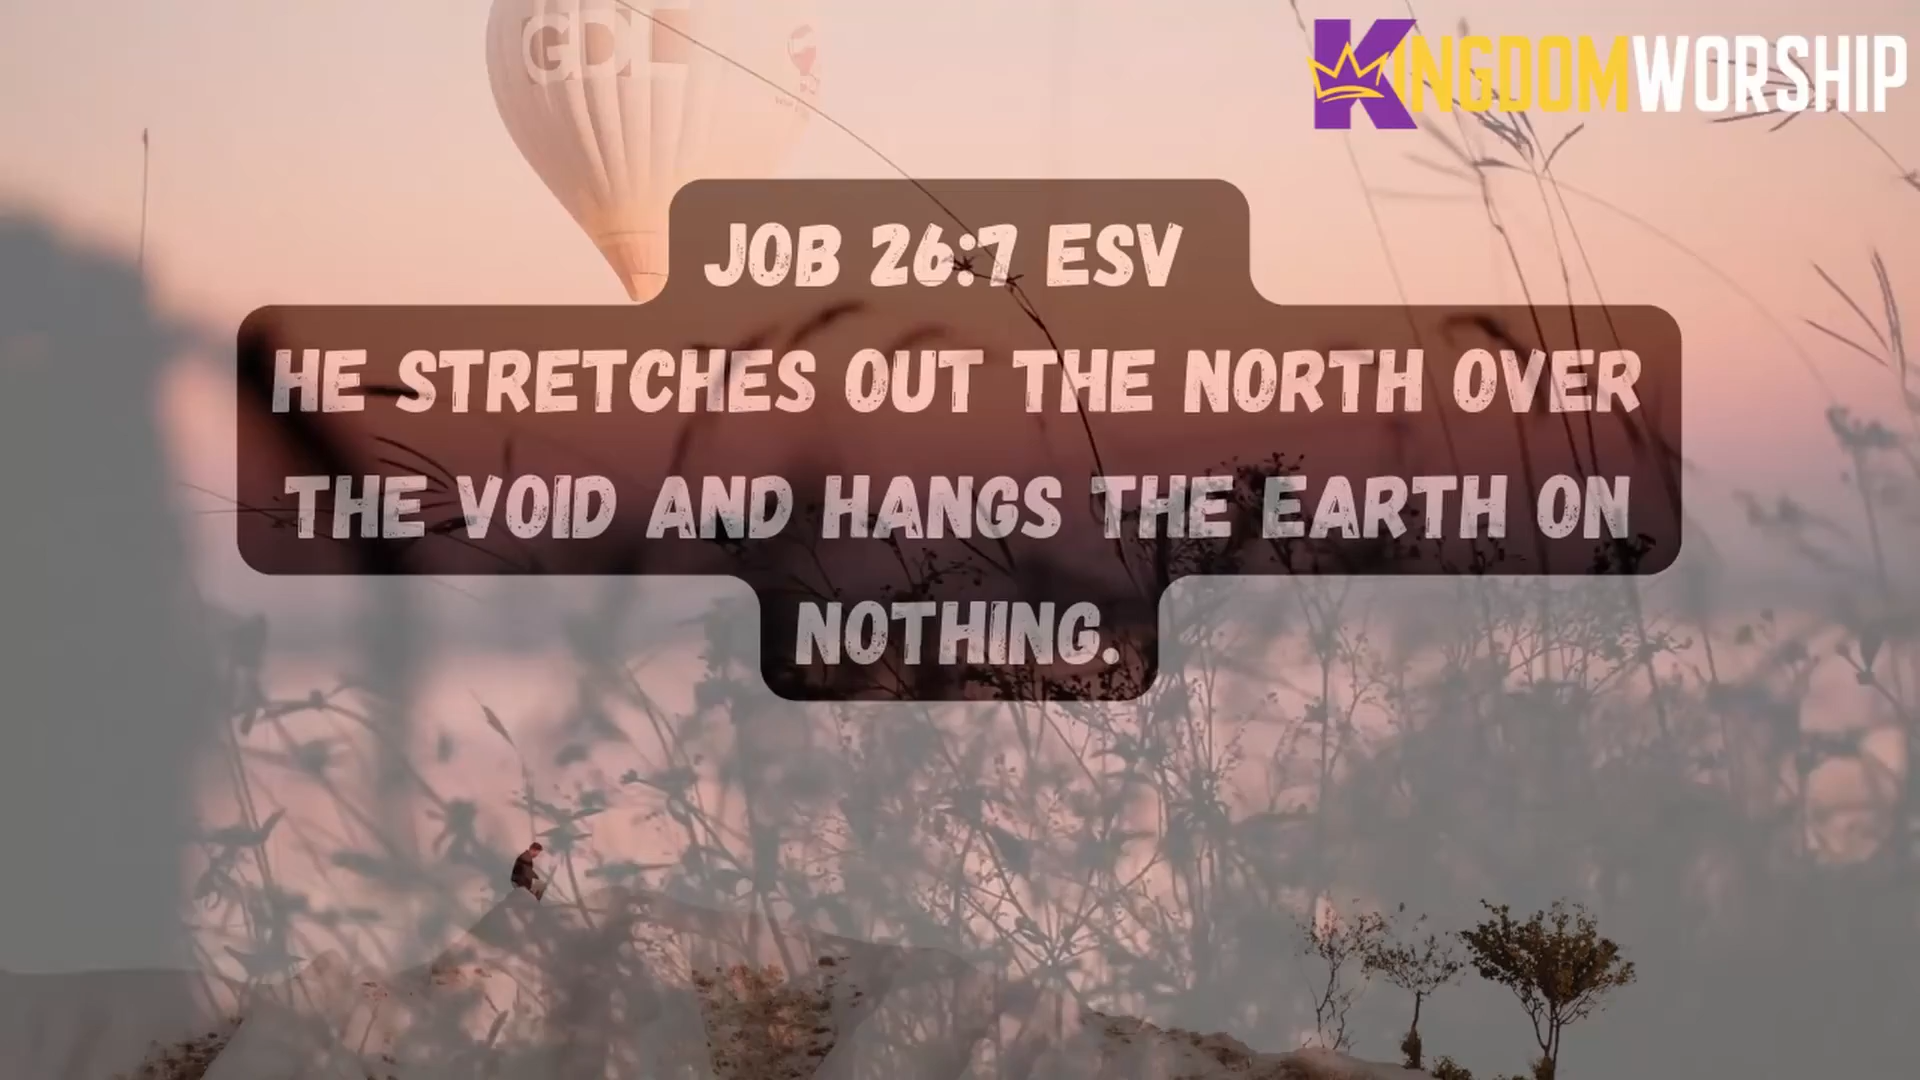 GDL
KINGDOMWORSHIP
JOB 26:7 ESV
HE STRETCHES OUT THE NORTH OVER
THE VOID AND HANGS THE EARTH ON
NOTHING.